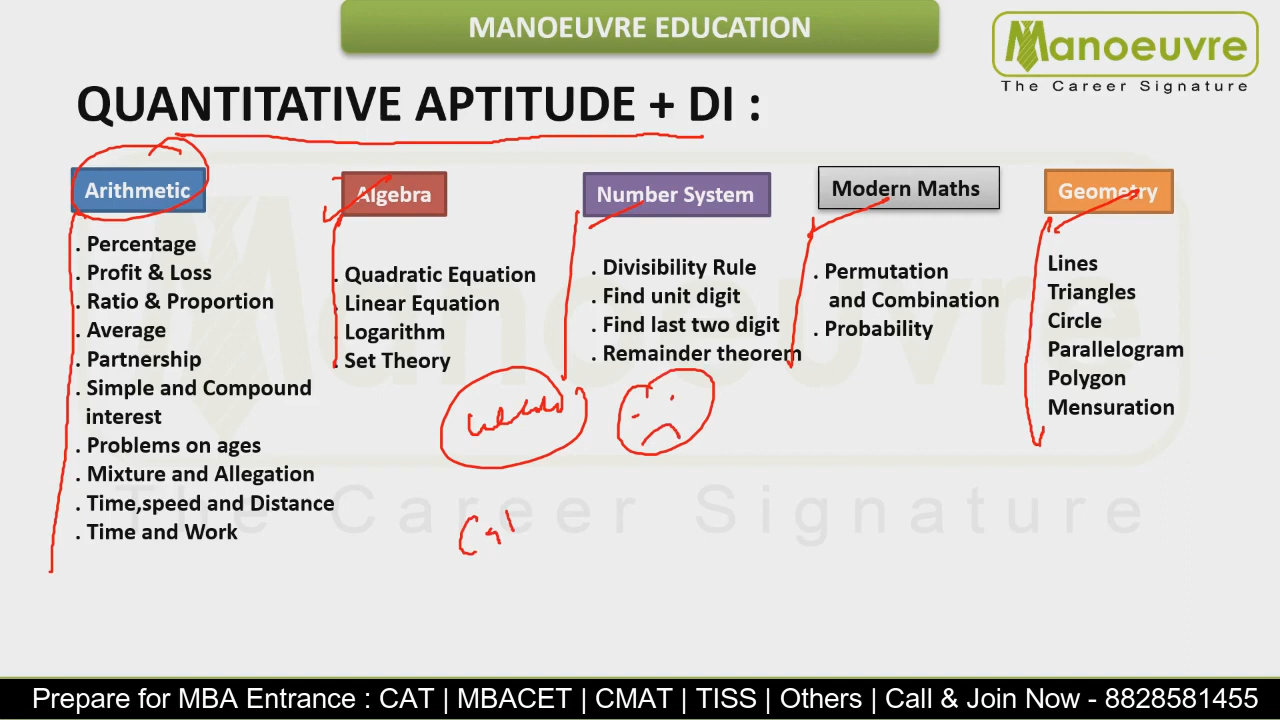 MANOEUVRE EDUCATION
Manoeuvre
The Career Signature
QUANTITATIVE APTITUDE + DI :
Arithmetic
. Percentage
. Profit & Loss
. Ratio & Proportion
. Average
. Partnership
. Simple and Compound
interest
. Problems on ages
. Mixture and Allegation
. Time,speed and Distance
. Time and Work
Algebra
. Quadratic Equation
. Linear Equation
. Logarithm
. Set Theory
Number System
. Divisibility Rule
. Find unit digit
. Find last two digit
. Remainder theorem
Modern Maths
. Permutation
and Combination
. Probability
Geometry
Lines
Triangles
Circle
Parallelogram
Polygon
Mensuration
The Career Signature
Prepare for MBA Entrance : CAT | MBACET | CMAT | TISS | Others | Call & Join Now - 8828581455